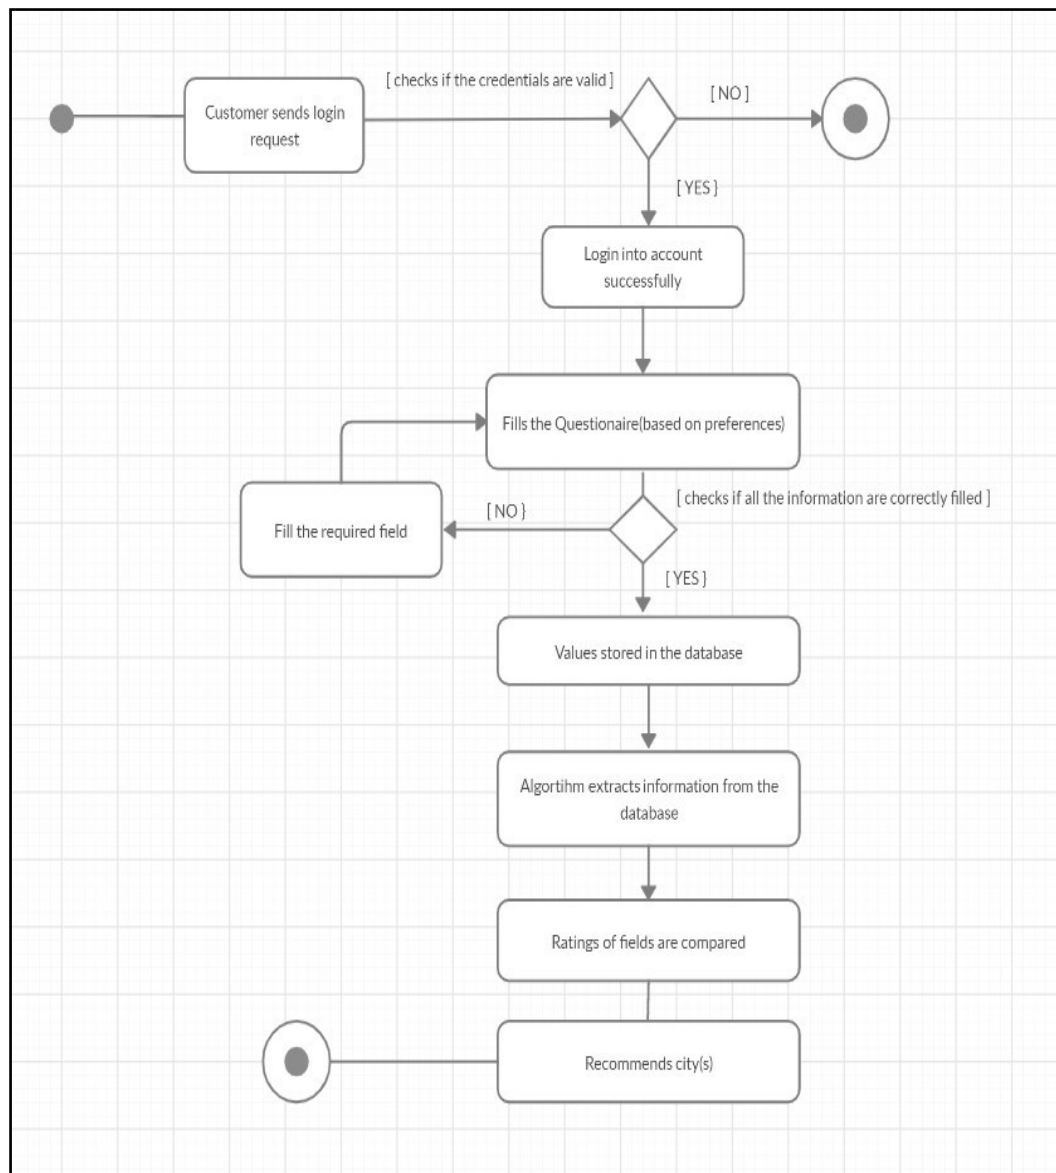 [ checks if the credentials are valid ]
[ NO ]
Customer sends login
request
[ YES }
Login into account
successfully
Fills the Questionaire(based on preferences)
[ checks if all the information are correctly filled ]
[ NO }
Fill the required field
[ YES }
Values stored in the database
Algortihm extracts information from the
database
Ratings of fields are compared
Recommends city(s)